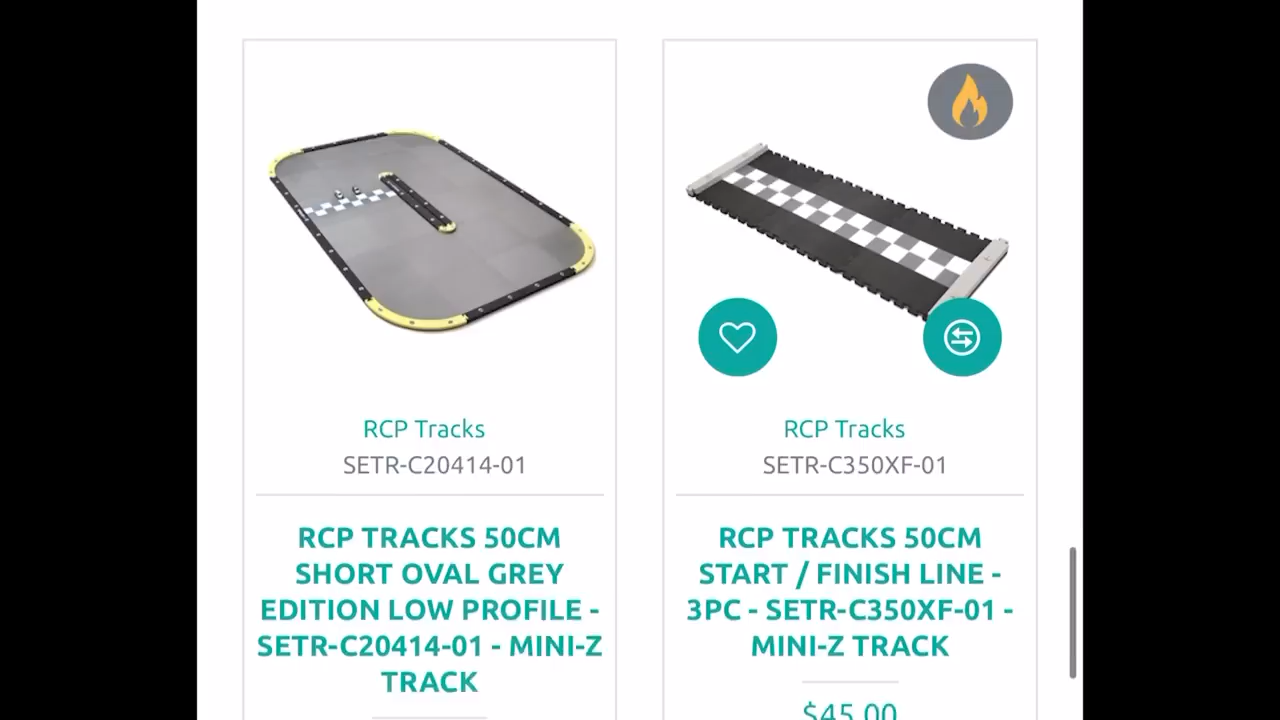 RCP Tracks
SETR-C20414-01
RCP TRACKS 50CM
SHORT OVAL GREY
EDITION LOW PROFILE -
SETR-C20414-01 - MINI-Z
TRACK
RCP Tracks
SETR-C350XF-01
RCP TRACKS 50CM
START / FINISH LINE -
3PC - SETR-C350XF-01 -
MINI-Z TRACK
$45.00